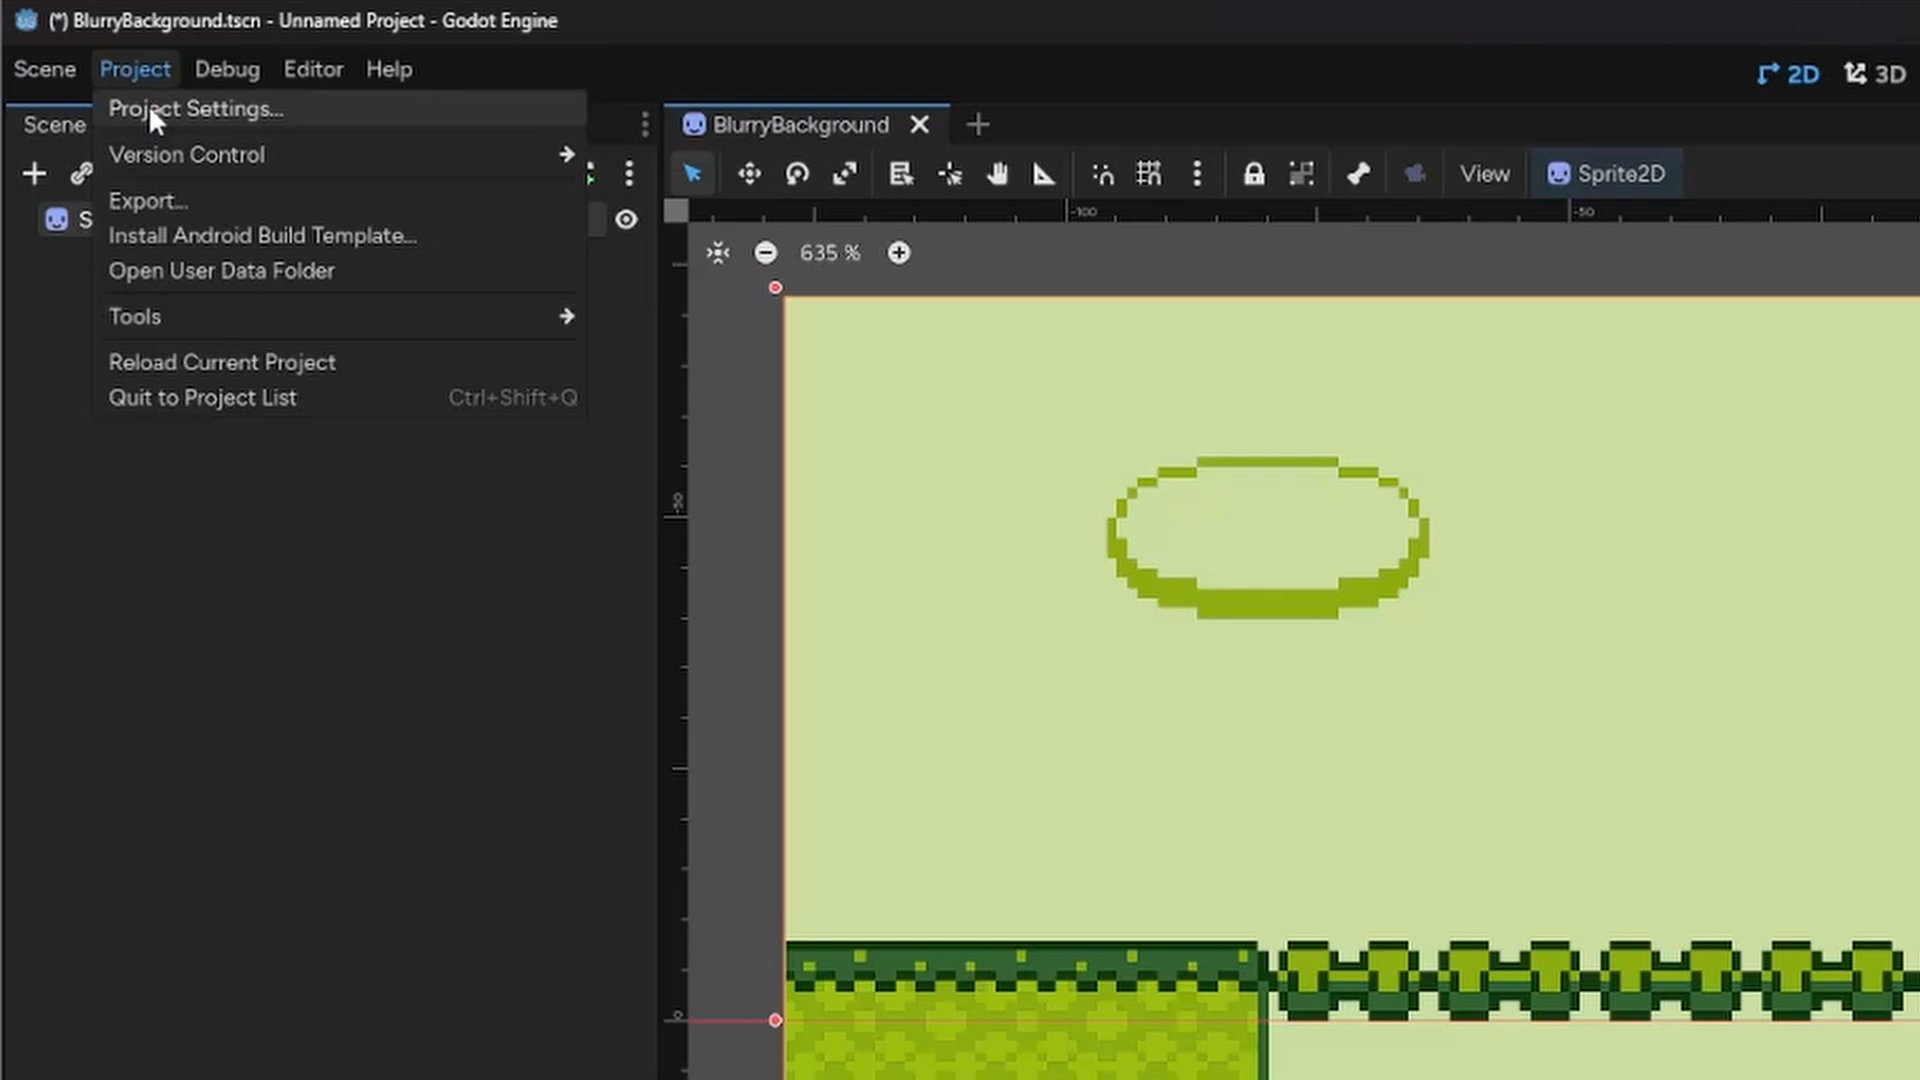 (*) BlurryBackground.tscn - Unnamed Project - Godot Engine
Scene Project Debug Editor Help
2D 3D
Project Settings...
Scene
BlurryBackground
Version Control
View
Sprite2D
Export...
-100
-50
S
Install Android Build Template...
635 %
Open User Data Folder
Tools
Reload Current Project
Quit to Project List Ctrl+Shift+Q
-50
0